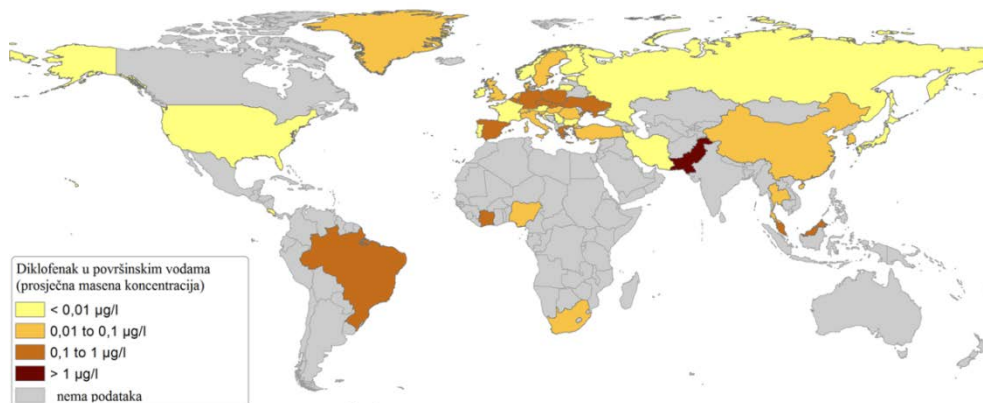 Diklofenak u površinskim vodama
(prosječna masena koncentracija)
< 0,01 µg/l
0,01 to 0,1 µg/l
0,1 to 1 µg/l
> 1 µg/l
nema podataka